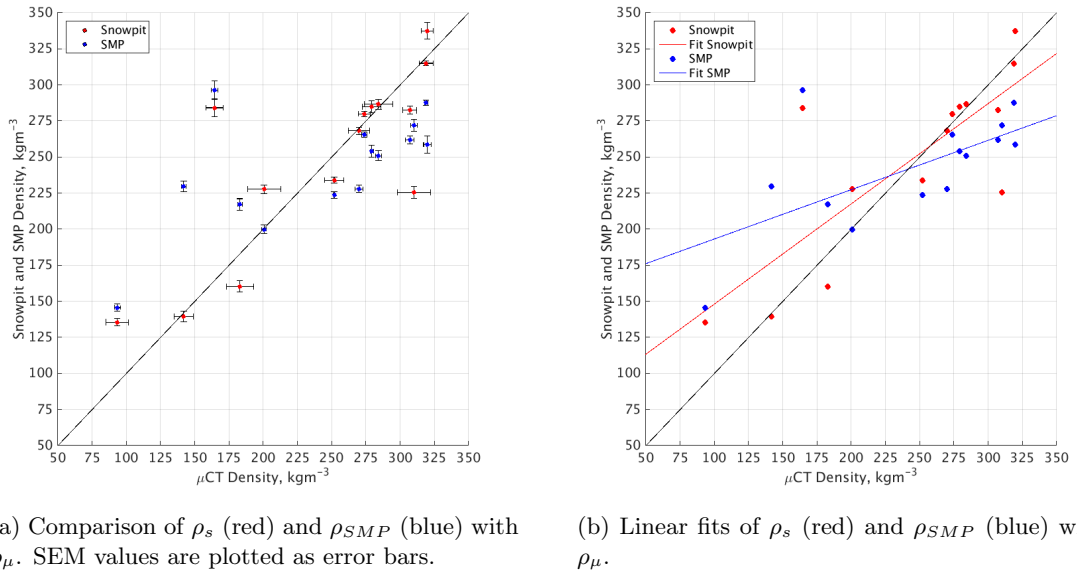 350
325
300
275
250
225
200
175
150
125
100
75
50
Snowpit and SMP Density, kgm⁻³
Snowpit
SMP
50 75 100 125 150 175 200 225 250 275 300 325 350
μCT Density, kgm⁻³
350
325
300
275
250
225
200
175
150
125
100
75
50
Snowpit and SMP Density, kgm⁻³
Snowpit
Fit Snowpit
SMP
Fit SMP
50 75 100 125 150 175 200 225 250 275 300 325 350
μCT Density, kgm⁻³
a) Comparison of ρₛ (red) and ρ_SMP (blue) with
ρ_μ. SEM values are plotted as error bars.
(b) Linear fits of ρₛ (red) and ρ_SMP (blue) w
ρ_μ.